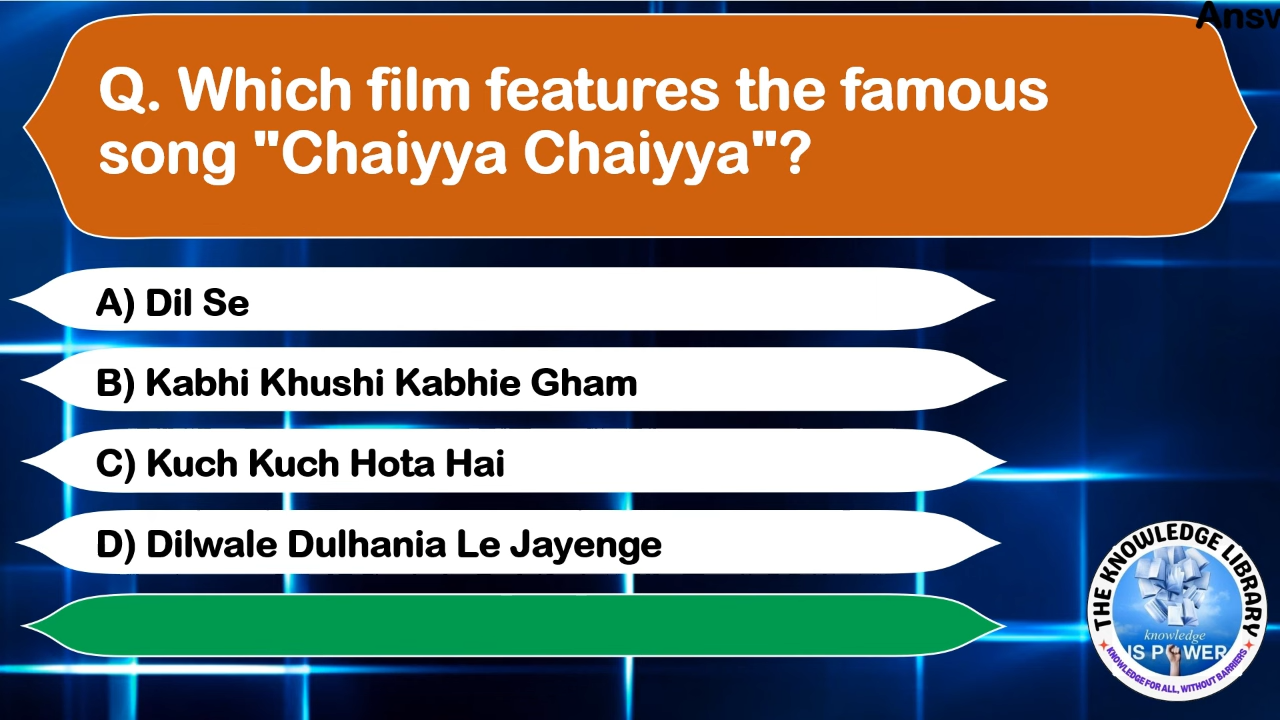 Answ
Q. Which film features the famous
song "Chaiyya Chaiyya"?
A) Dil Se
B) Kabhi Khushi Kabhie Gham
C) Kuch Kuch Hota Hai
D) Dilwale Dulhania Le Jayenge
THE KNOWLEDGE LIBRARY
knowledge
IS POWER
KNOWLEDGE FOR ALL, WITHOUT BARRIERS